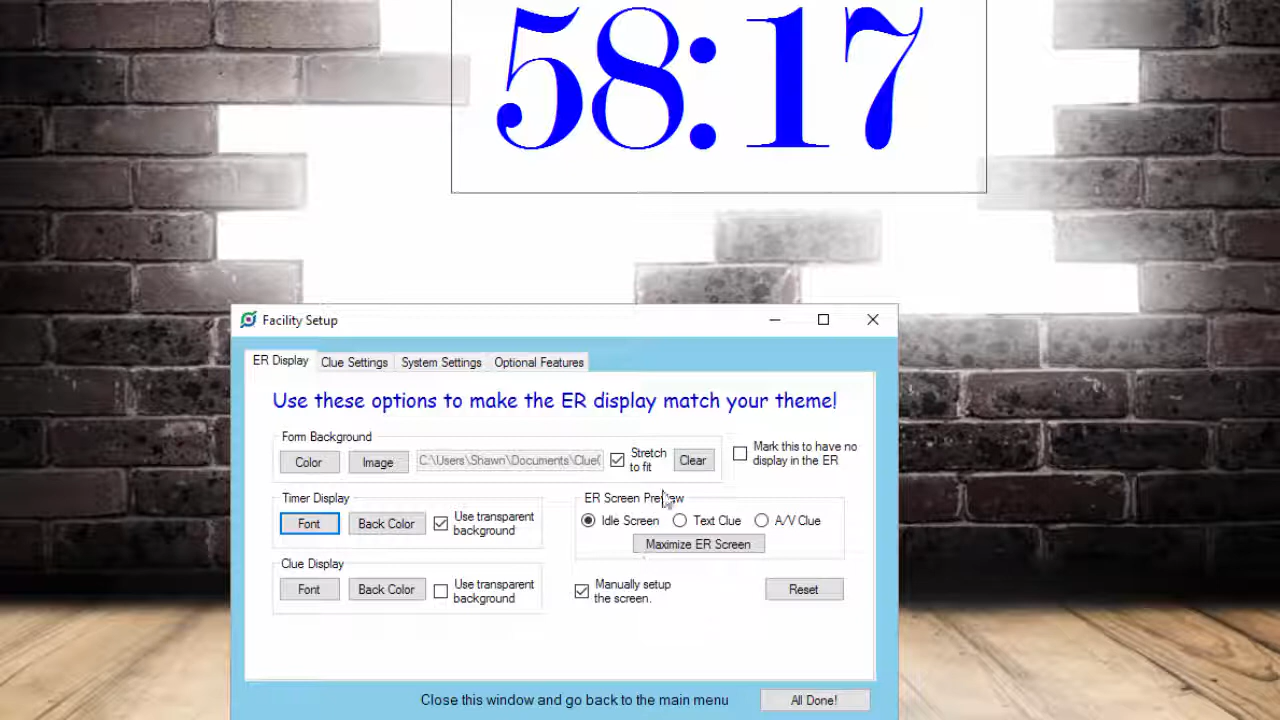 58:17
Facility Setup
ER Display
Clue Settings
System Settings
Optional Features
Use these options to make the ER display match your theme!
Form Background
Color
Image
C:\Users\Shawn\Documents\Clue(
Stretch
to fit
Clear
Mark this to have no
display in the ER
Timer Display
Font
Back Color
Use transparent
background
ER Screen Preview
Idle Screen
Text Clue
A/V Clue
Maximize ER Screen
Clue Display
Font
Back Color
Use transparent
background
Manually setup
the screen.
Reset
Close this window and go back to the main menu
All Done!